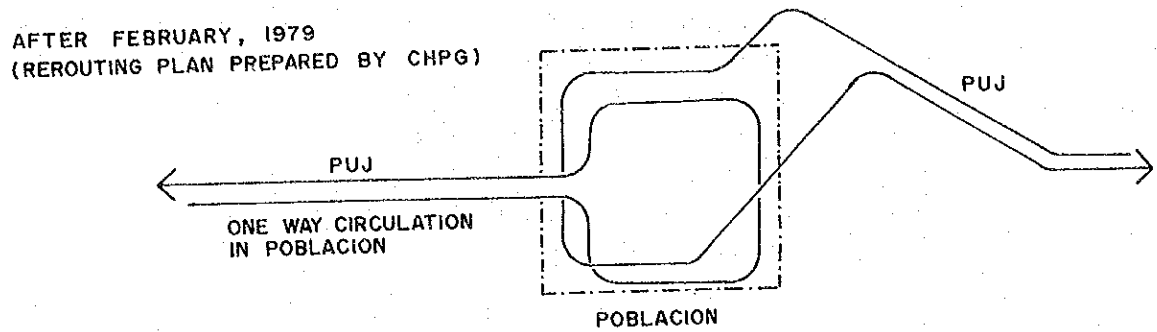 AFTER FEBRUARY, 1979
(REROUTING PLAN PREPARED BY CHPG)
PUJ
PUJ
ONE WAY CIRCULATION
IN POBLACION
POBLACION